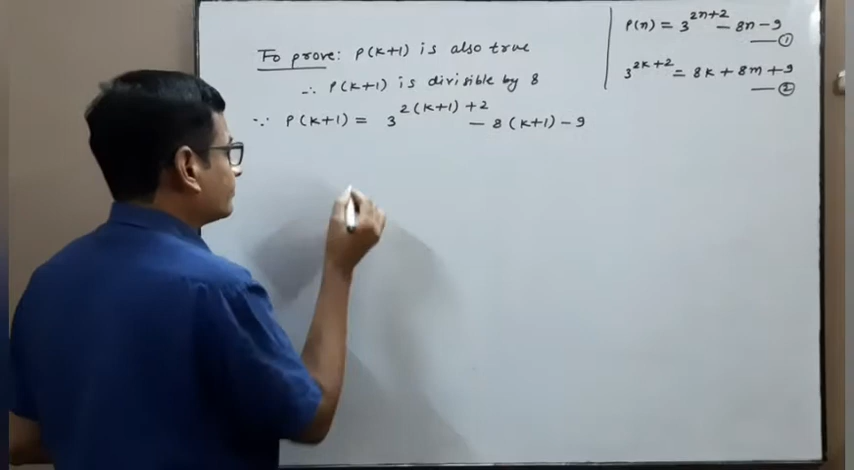 To prove: P(k+1) is also true
∴ P(k+1) is divisible by 8
∵ P(k+1) = 3^{2(k+1)+2} - 8(k+1) - 9
P(n) = 3^{2n+2} - 8n - 9
—①
3^{2k+2} = 8k + 8m + 9
—②